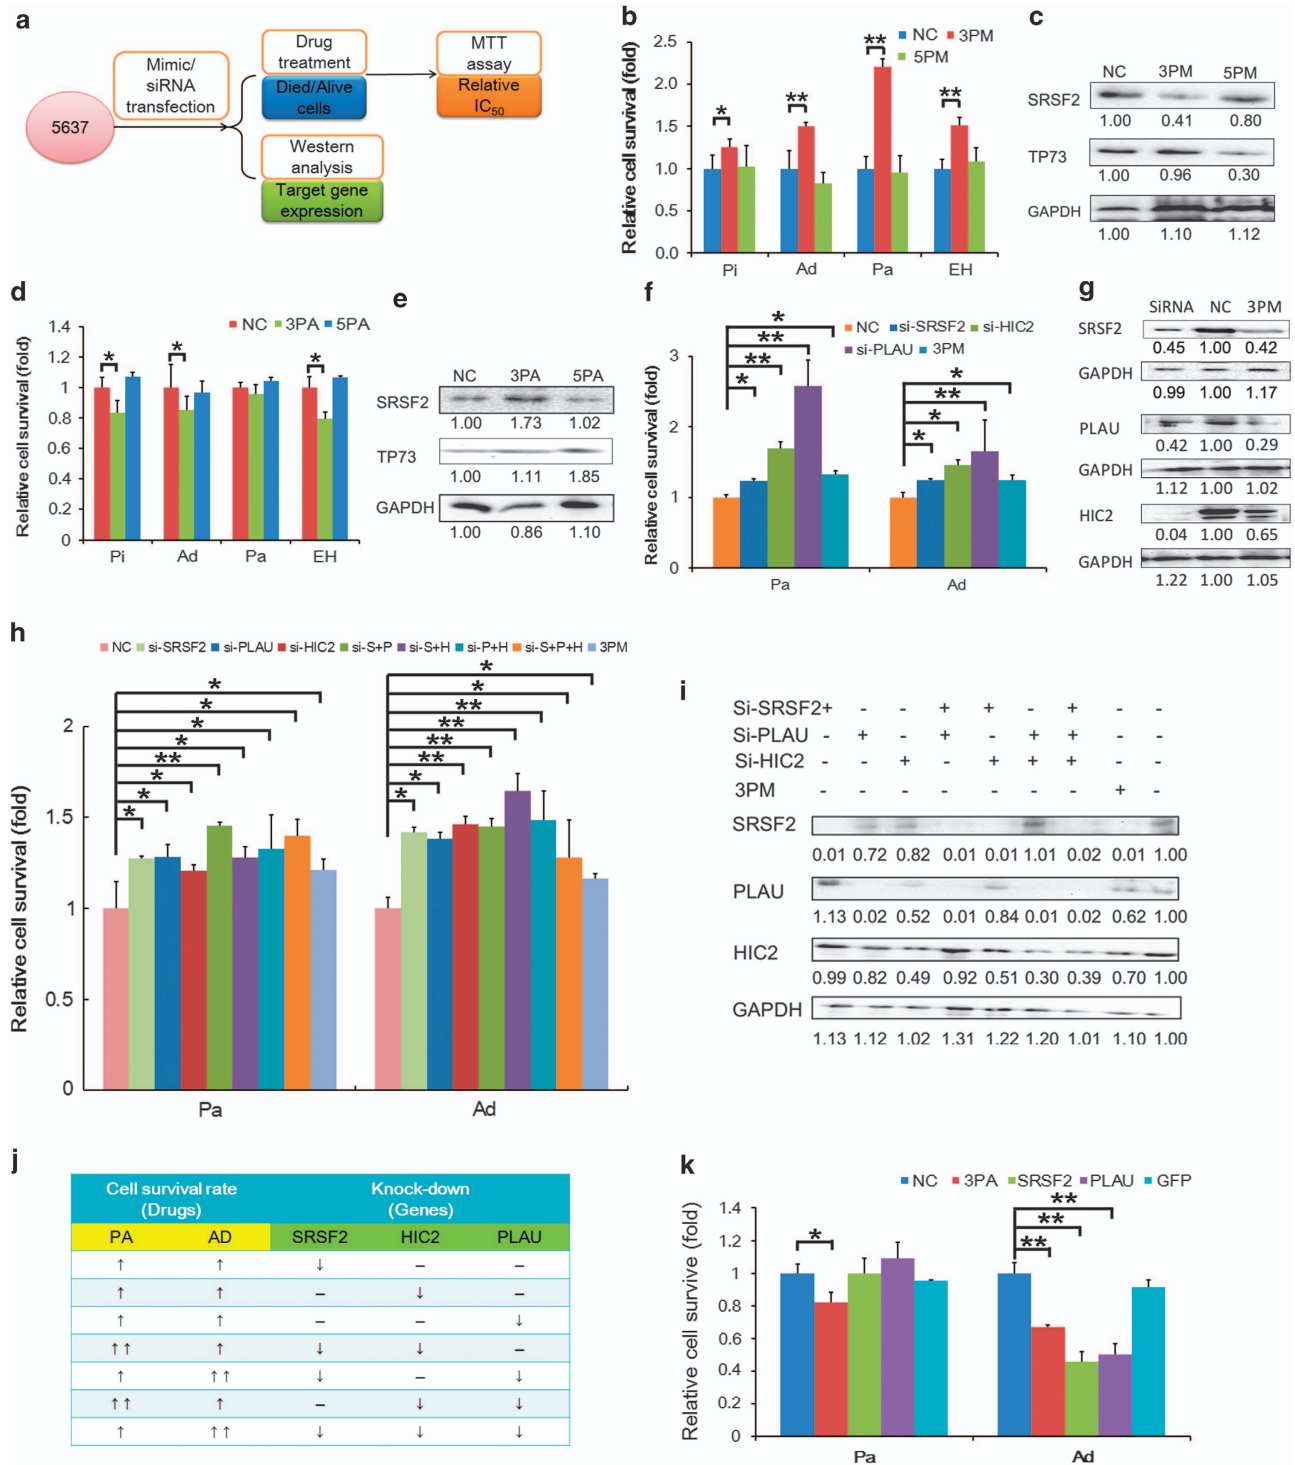 a
5637
Mimic/
siRNA
transfection
Drug
treatment
Died/Alive
cells
MTT
assay
Relative
IC50
Western
analysis
Target gene
expression
b
NC 3PM
5PM
Relative cell survival (fold)
2.5
2.0
1.5
1.0
0.5
0.0
* ** ** **
Pi Ad Pa EH
c
NC 3PM 5PM
SRSF2
1.00 0.41 0.80
TP73
1.00 0.96 0.30
GAPDH
1.00 1.10 1.12
d
NC 3PA 5PA
Relative cell survival (fold)
1.4
1.2
1
0.8
0.6
0.4
0.2
0
* * *
Pi Ad Pa EH
e
NC 3PA 5PA
SRSF2
1.00 1.73 1.02
TP73
1.00 1.11 1.85
GAPDH
1.00 0.86 1.10
f
NC si-SRSF2 si-HIC2
si-PLAU 3PM
Relative cell survival (fold)
3
2
1
0
*
**
**
*
*
**
*
*
Pa Ad
g
SiRNA NC 3PM
SRSF2
0.45 1.00 0.42
GAPDH
0.99 1.00 1.17
PLAU
0.42 1.00 0.29
GAPDH
1.12 1.00 1.02
HIC2
0.04 1.00 0.65
GAPDH
1.22 1.00 1.05
h
NC si-SRSF2 si-PLAU si-HIC2 si-S+P si-S+H si-P+H si-S+P+H 3PM
Relative cell survival (fold)
2
1.5
1
0.5
0
*
*
*
*
**
*
*
*
*
*
**
**
**
**
*
*
Pa Ad
i
Si-SRSF2+ - - + + - + - -
Si-PLAU - + - + - + + - -
Si-HIC2 - - + - + + + - -
3PM - - - - - - - + -
SRSF2
0.01 0.72 0.82 0.01 0.01 1.01 0.02 0.01 1.00
PLAU
1.13 0.02 0.52 0.01 0.84 0.01 0.02 0.62 1.00
HIC2
0.99 0.82 0.49 0.92 0.51 0.30 0.39 0.70 1.00
GAPDH
1.13 1.12 1.02 1.31 1.22 1.20 1.01 1.10 1.00
j
Cell survival rate
(Drugs)
Knock-down
(Genes)
PA AD SRSF2 HIC2 PLAU
↑ ↑ ↓ – –
↑ ↑ – ↓ –
↑ ↑ – – ↓
↑↑ ↑ ↓ ↓ –
↑ ↑↑ ↓ – ↓
↑↑ ↑ – ↓ ↓
↑ ↑↑ ↓ ↓ ↓
k
NC 3PA SRSF2 PLAU GFP
Relative cell survive (fold)
1.4
1.2
1
0.8
0.6
0.4
0.2
0
*
**
**
**
Pa Ad